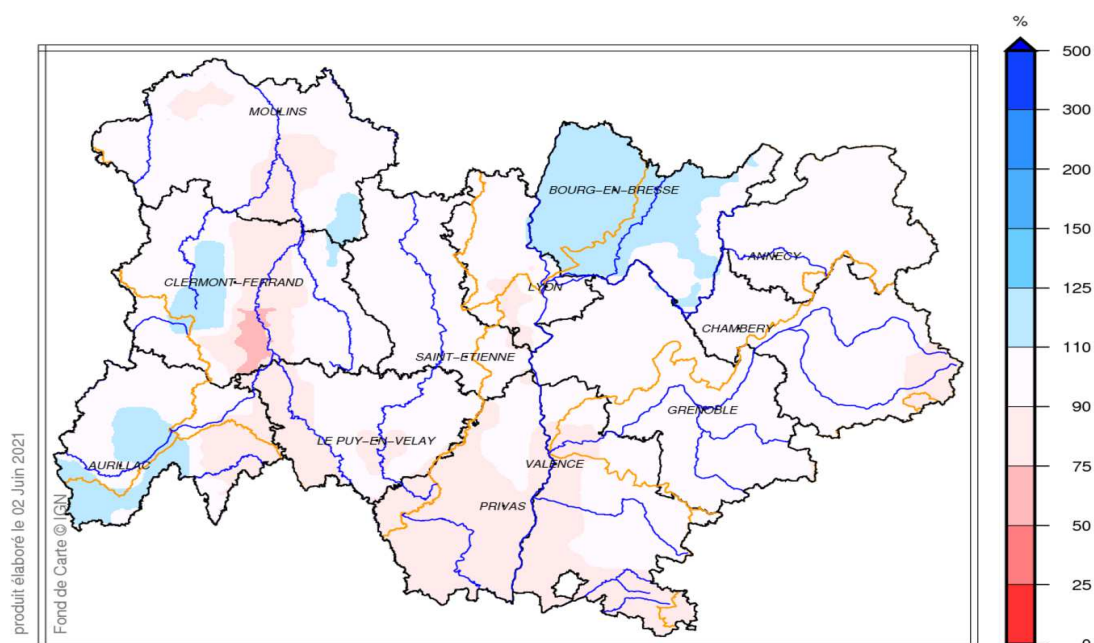 %
500
300
200
150
125
110
90
75
50
25
0
MOULINS
BOURG-EN-BRESSE
CLERMONT-FERRAND
LYON
ANNECY
CHAMBERY
SAINT-ETIENNE
GRENOBLE
LE PUY-EN-VELAY
AURILLAC
VALENCE
PRIVAS
produit élaboré le 02 Juin 2021
Fond de Carte © IGN